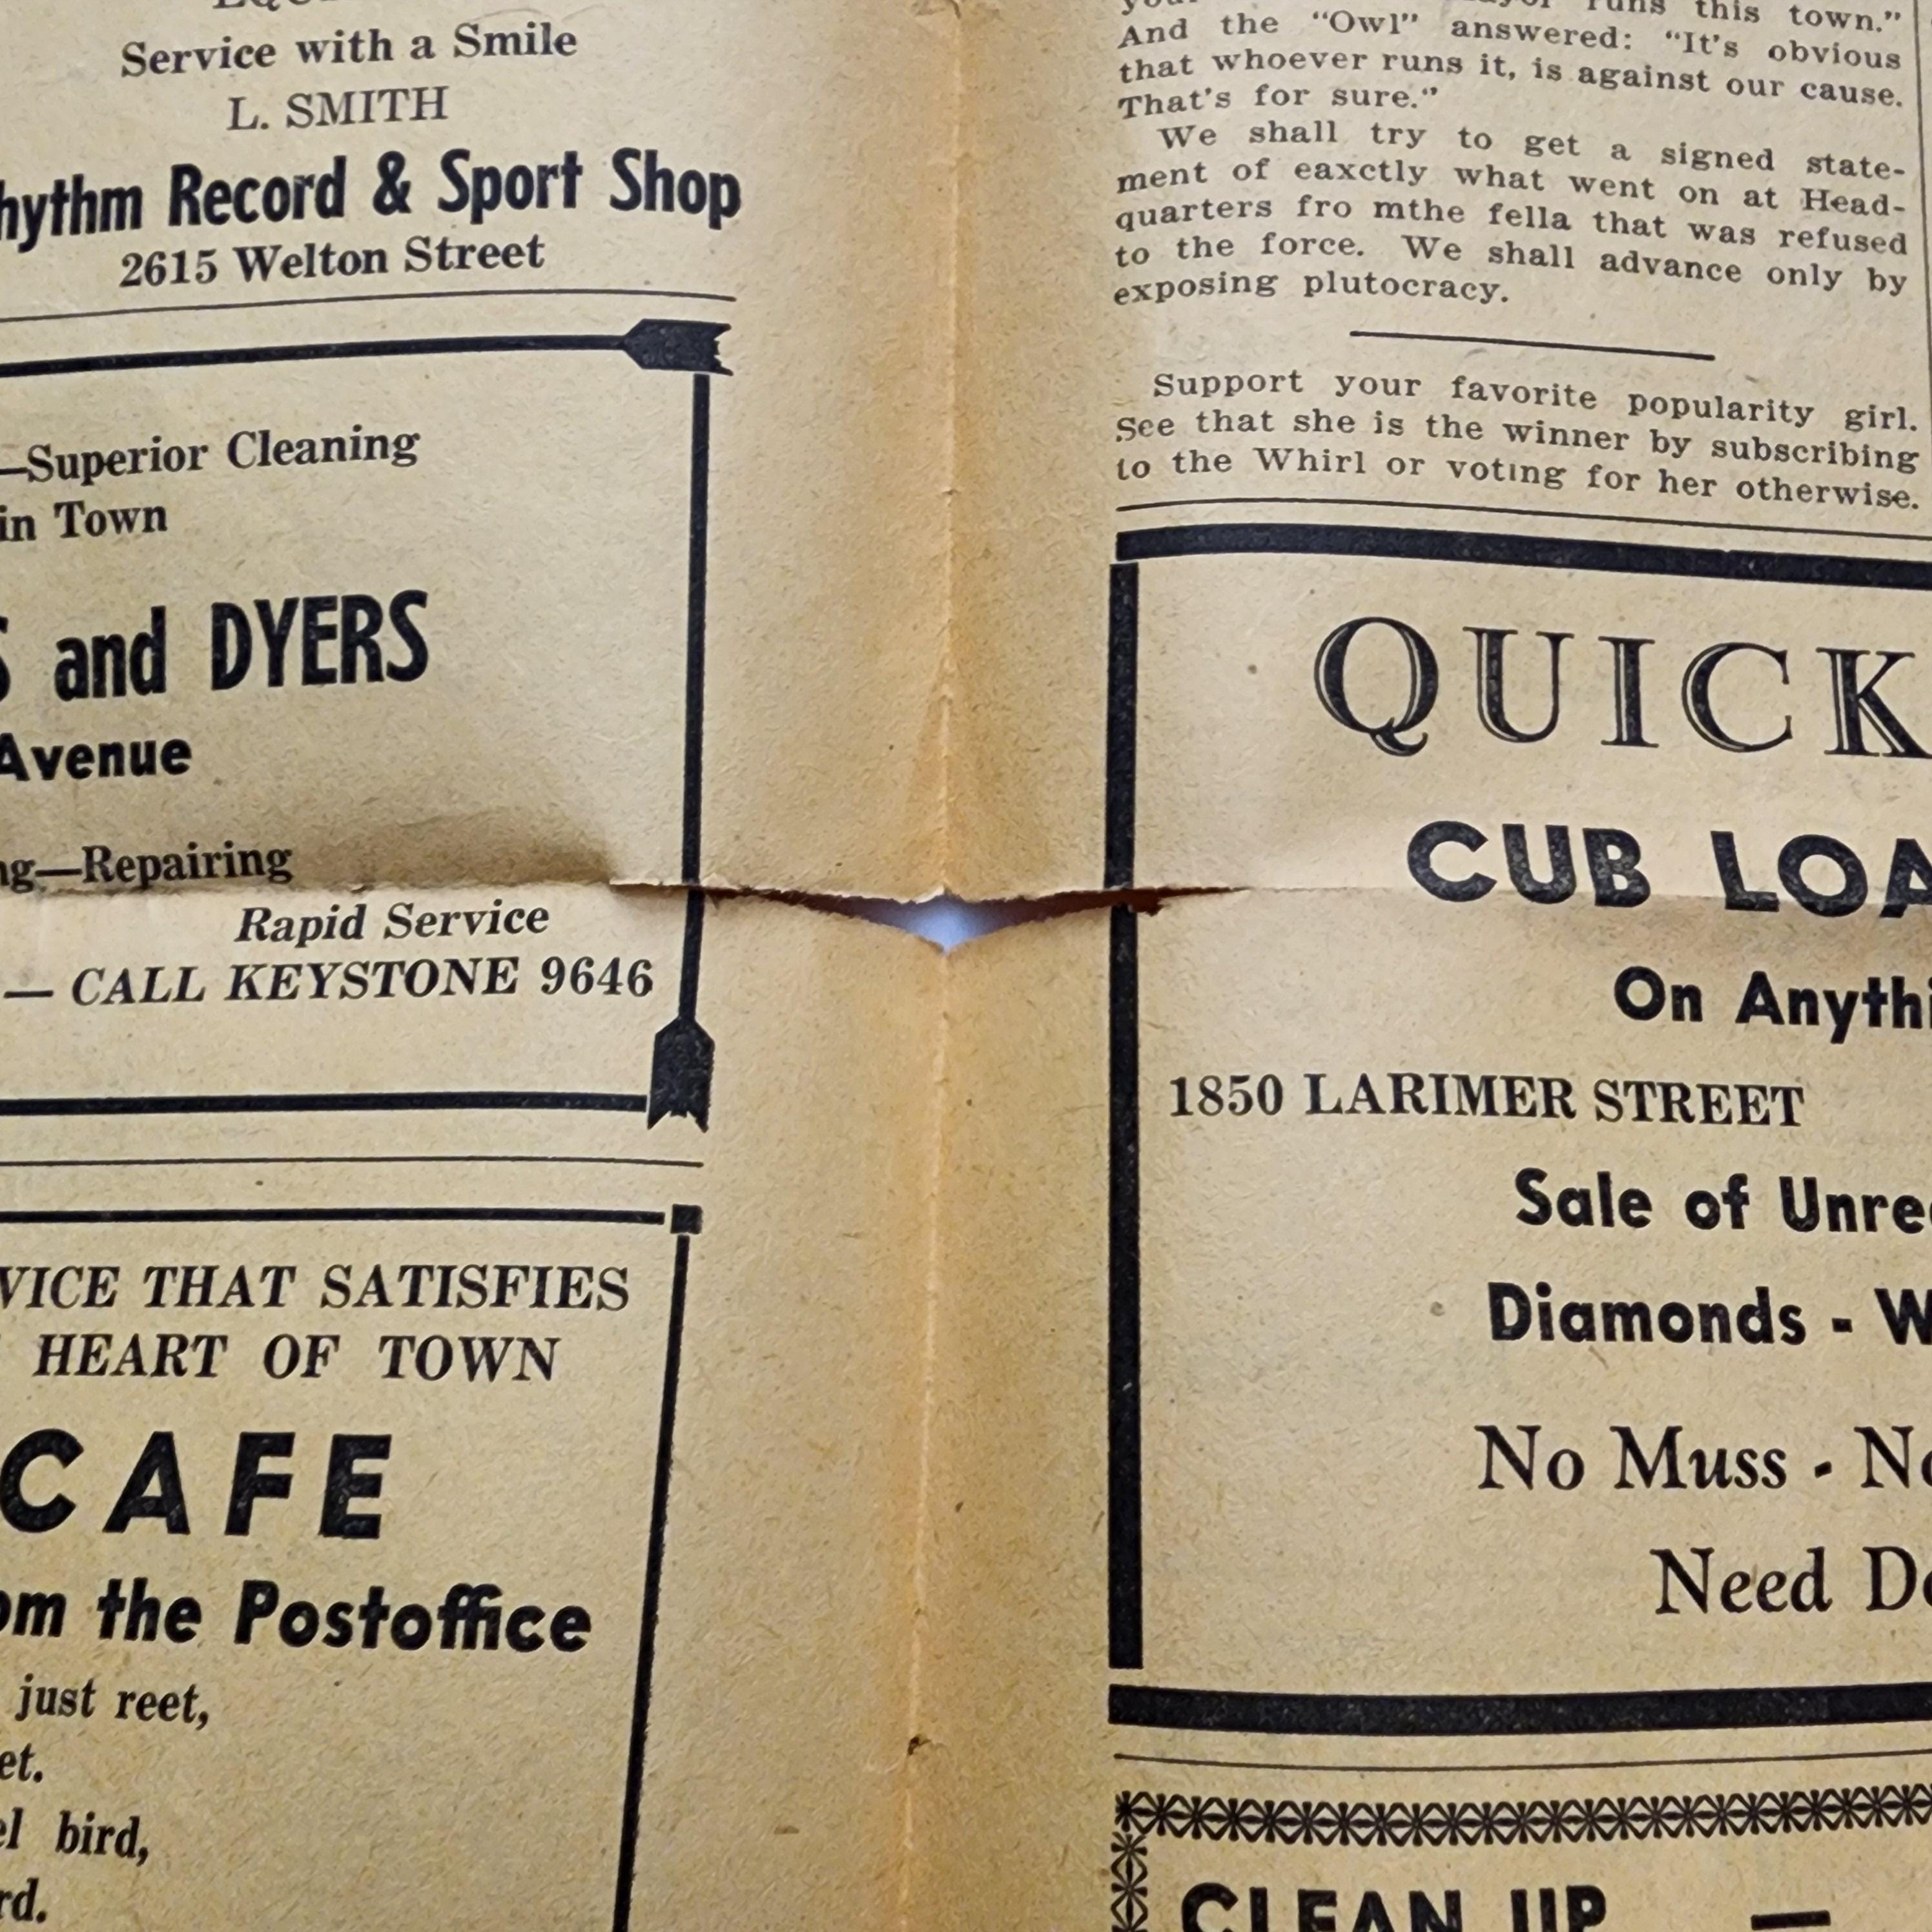 Service with a Smile
L. SMITH
hythm Record & Sport Shop
2615 Welton Street
—Superior Cleaning
in Town
S and DYERS
Avenue
ng—Repairing
Rapid Service
— CALL KEYSTONE 9646
VICE THAT SATISFIES
HEART OF TOWN
CAFE
om the Postoffice
just reet,
et.
el bird,
rd.
runs this town."
And the "Owl" answered: "It's obvious
that whoever runs it, is against our cause.
That's for sure."
We shall try to get a signed state-
ment of eaxctly what went on at Head-
quarters fro mthe fella that was refused
to the force. We shall advance only by
exposing plutocracy.
Support your favorite popularity girl.
See that she is the winner by subscribing
to the Whirl or voting for her otherwise.
QUICK
CUB LOA
On Anythi
1850 LARIMER STREET
Sale of Unre
Diamonds - W
No Muss - No
Need Do
CLEAN UP —